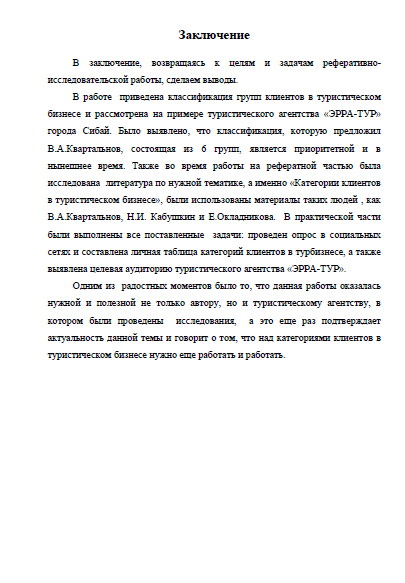 Заключение
В заключение, возвращаясь к целям и задачам реферативно-
исследовательской работы, сделаем выводы.
В работе приведена классификация групп клиентов в туристическом
бизнесе и рассмотрена на примере туристического агентства «ЭРРА-ТУР»
города Сибай. Было выявлено, что классификация, которую предложил
В.А.Квартальнов, состоящая из 6 групп, является приоритетной и в
нынешнее время. Также во время работы на рефератной частью была
исследована литература по нужной тематике, а именно «Категории клиентов
в туристическом бизнесе», были использованы материалы таких людей , как
В.А.Квартальнов, Н.И. Кабушкин и Е.Окладникова. В практической части
были выполнены все поставленные задачи: проведен опрос в социальных
сетях и составлена личная таблица категорий клиентов в турбизнесе, а также
выявлена целевая аудиторию туристического агентства «ЭРРА-ТУР».
Одним из радостных моментов было то, что данная работы оказалась
нужной и полезной не только автору, но и туристическому агентству, в
котором были проведены исследования, а это еще раз подтверждает
актуальность данной темы и говорит о том, что над категориями клиентов в
туристическом бизнесе нужно еще работать и работать.